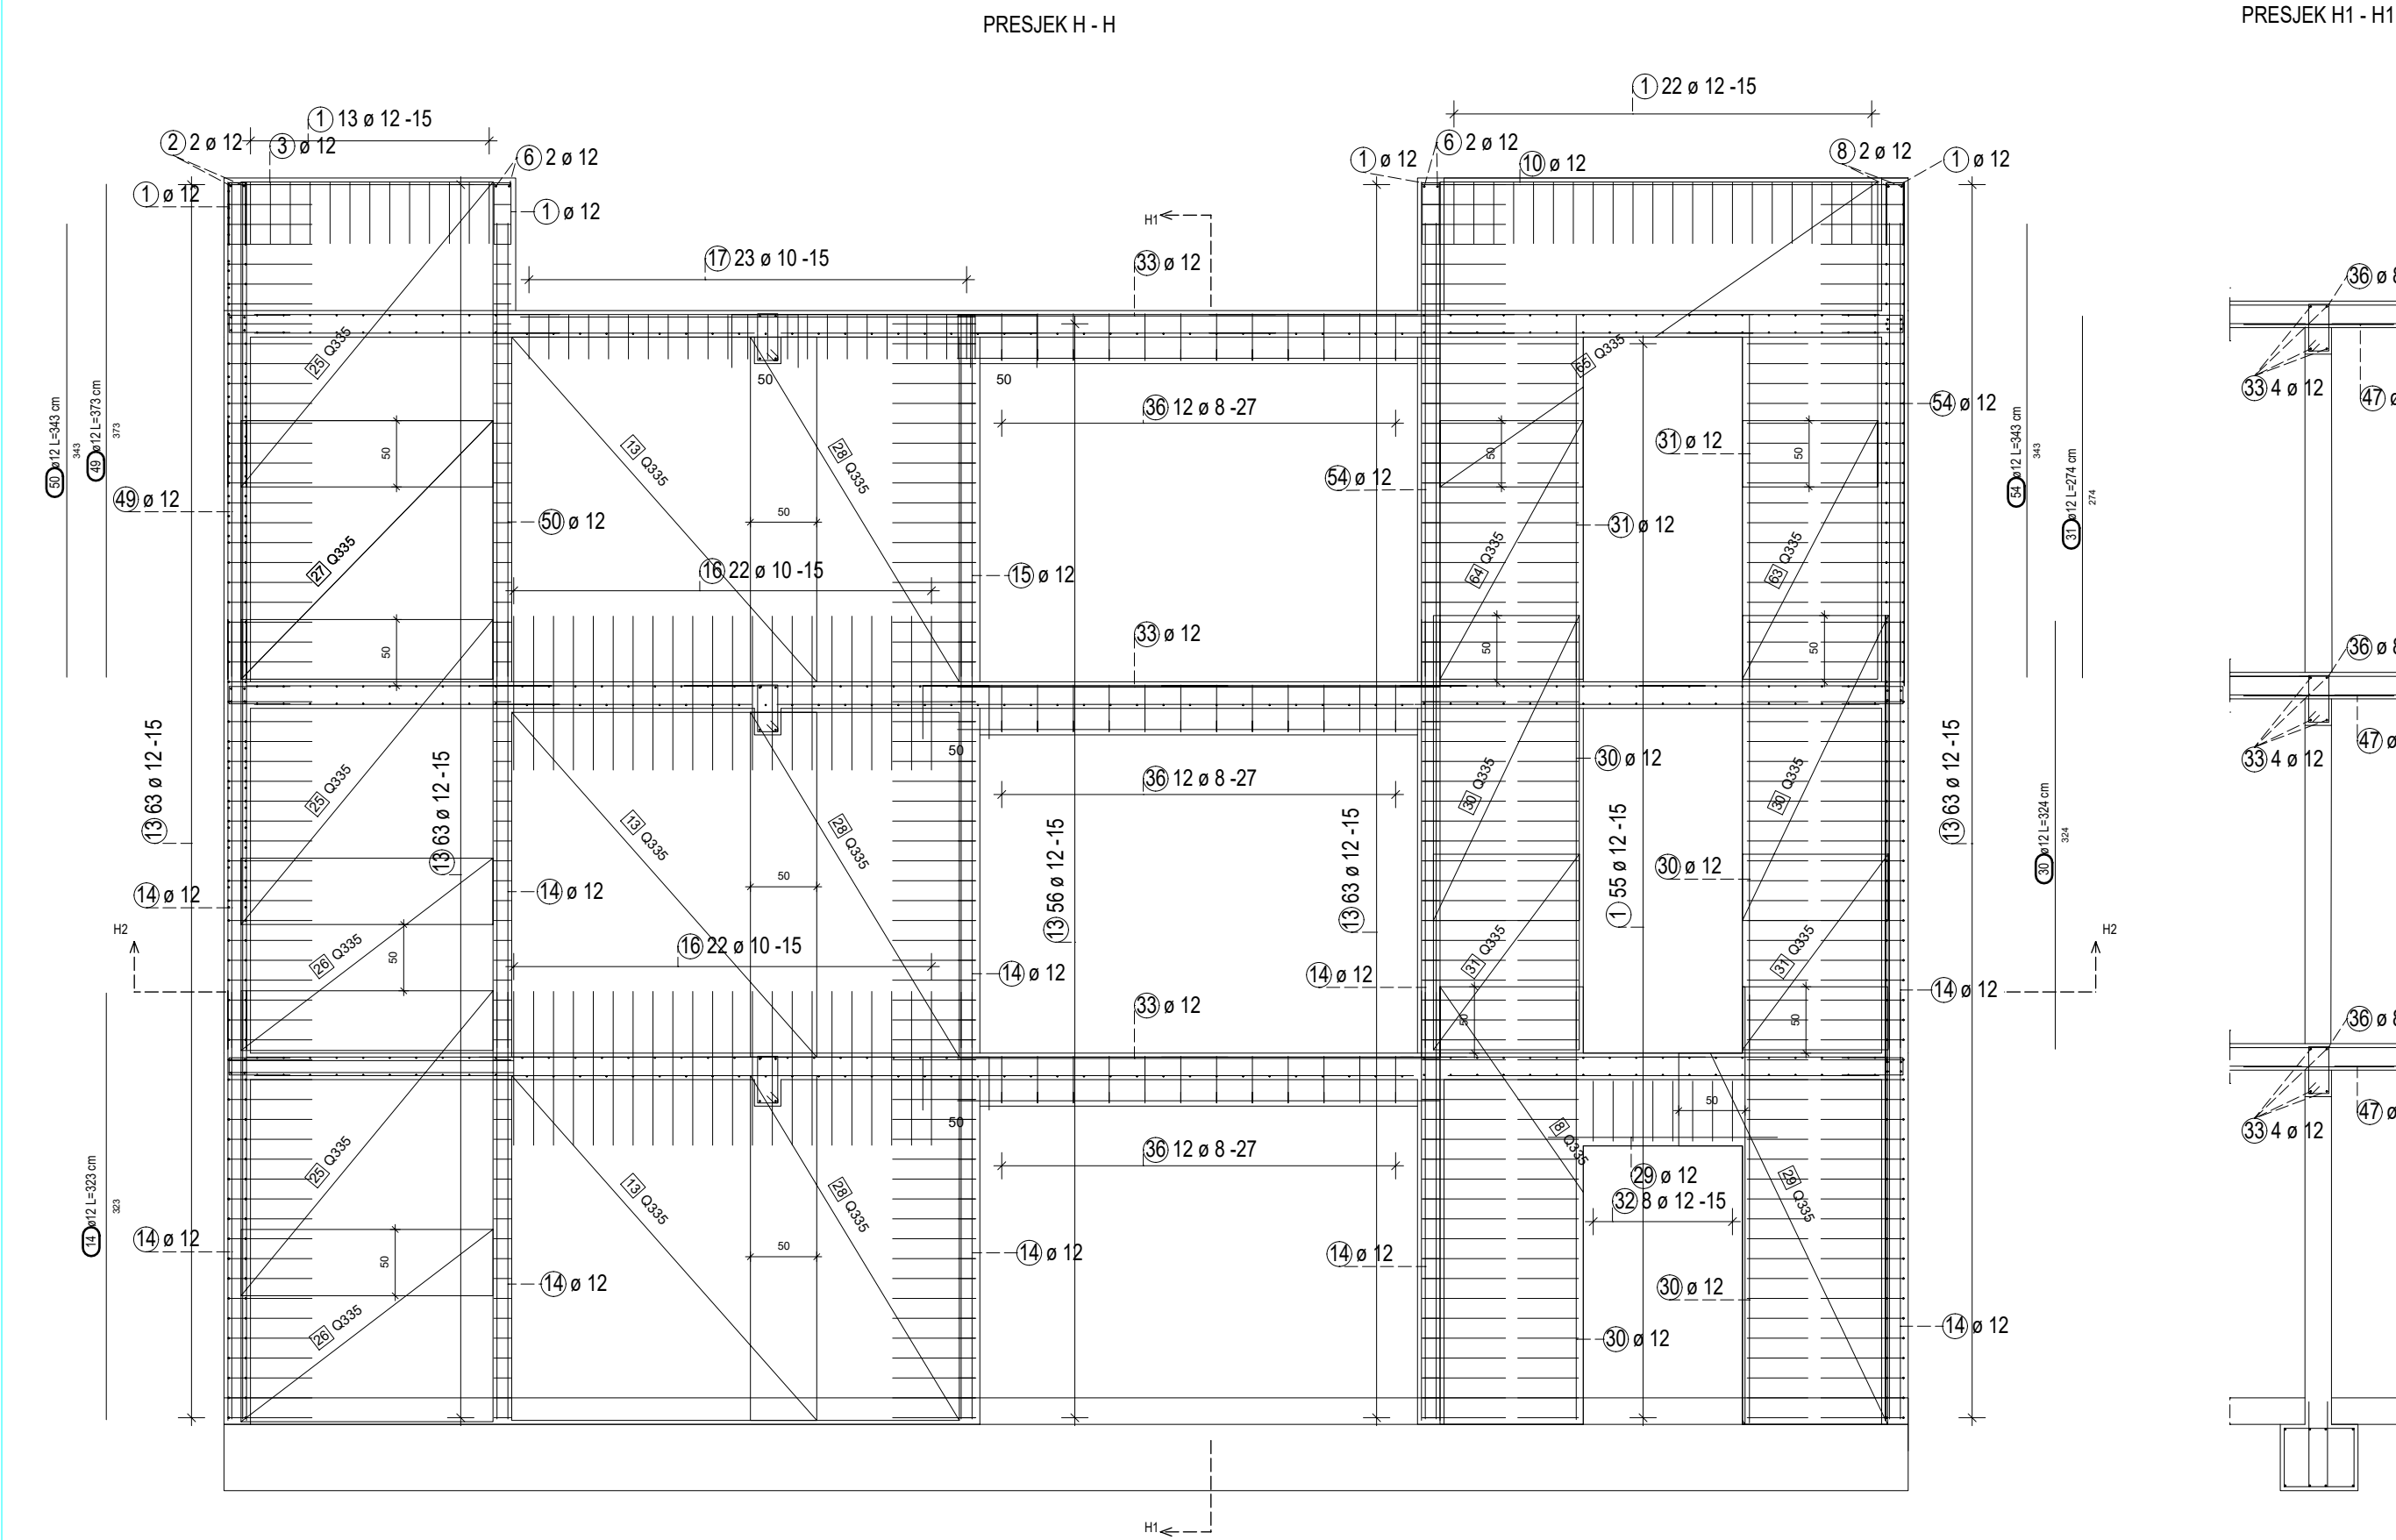 PRESJEK H - H
PRESJEK H1 - H1
1 22 ø 12 -15
1 13 ø 12 -15
2 2 ø 12
3 ø 12
6 2 ø 12
1 ø 12
6 2 ø 12
10 ø 12
8 2 ø 12
1 ø 12
1 ø 12
1 ø 12
H1
17 23 ø 10 -15
33 ø 12
36 ø 8
25 Q335
65 Q335
50
50
33 4 ø 12
47 ø
50 ø12 L=343 cm
343
49 ø12 L=373 cm
373
36 12 ø 8 -27
54 ø 12
31 ø 12
50
13 Q335
28 Q335
50
50
54 ø 12
54 ø12 L=343 cm
343
31 ø12 L=274 cm
274
49 ø 12
50 ø 12
50
31 ø 12
27 Q335
16 22 ø 10 -15
15 ø 12
64 Q335
63 Q335
50
33 ø 12
50
50
36 ø 8
33 4 ø 12
47 ø
50
25 Q335
13 63 ø 12 -15
13 63 ø 12 -15
36 12 ø 8 -27
30 ø 12
30 Q335
30 Q335
13 63 ø 12 -15
30 ø12 L=324 cm
324
13 Q335
28 Q335
50
13 56 ø 12 -15
13 63 ø 12 -15
1 55 ø 12 -15
30 ø 12
14 ø 12
14 ø 12
H2
H2
26 Q335
50
16 22 ø 10 -15
14 ø 12
14 ø 12
31 Q335
31 Q335
14 ø 12
33 ø 12
50
50
36 ø 8
33 4 ø 12
47 ø
50
50
8 Q335
25 Q335
13 Q335
28 Q335
36 12 ø 8 -27
29 ø 12
32 8 ø 12 -15
29 Q335
14 ø12 L=323 cm
323
14 ø 12
50
50
14 ø 12
14 ø 12
14 ø 12
30 ø 12
26 Q335
30 ø 12
14 ø 12
H1